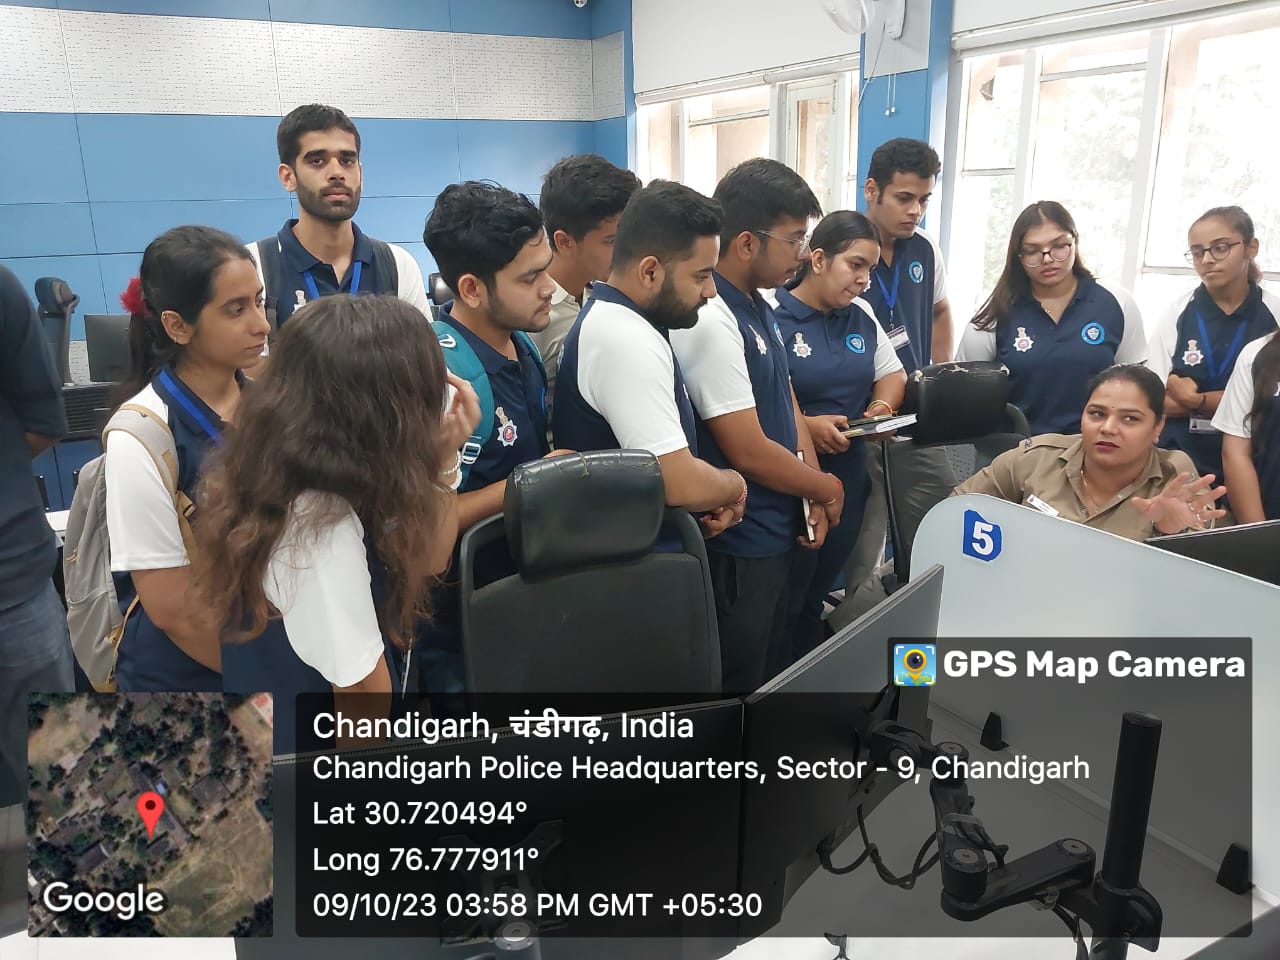 5
GPS Map Camera
Chandigarh, चंडीगढ़, India
Chandigarh Police Headquarters, Sector - 9, Chandigarh
Lat 30.720494°
Long 76.777911°
09/10/23 03:58 PM GMT +05:30
Google